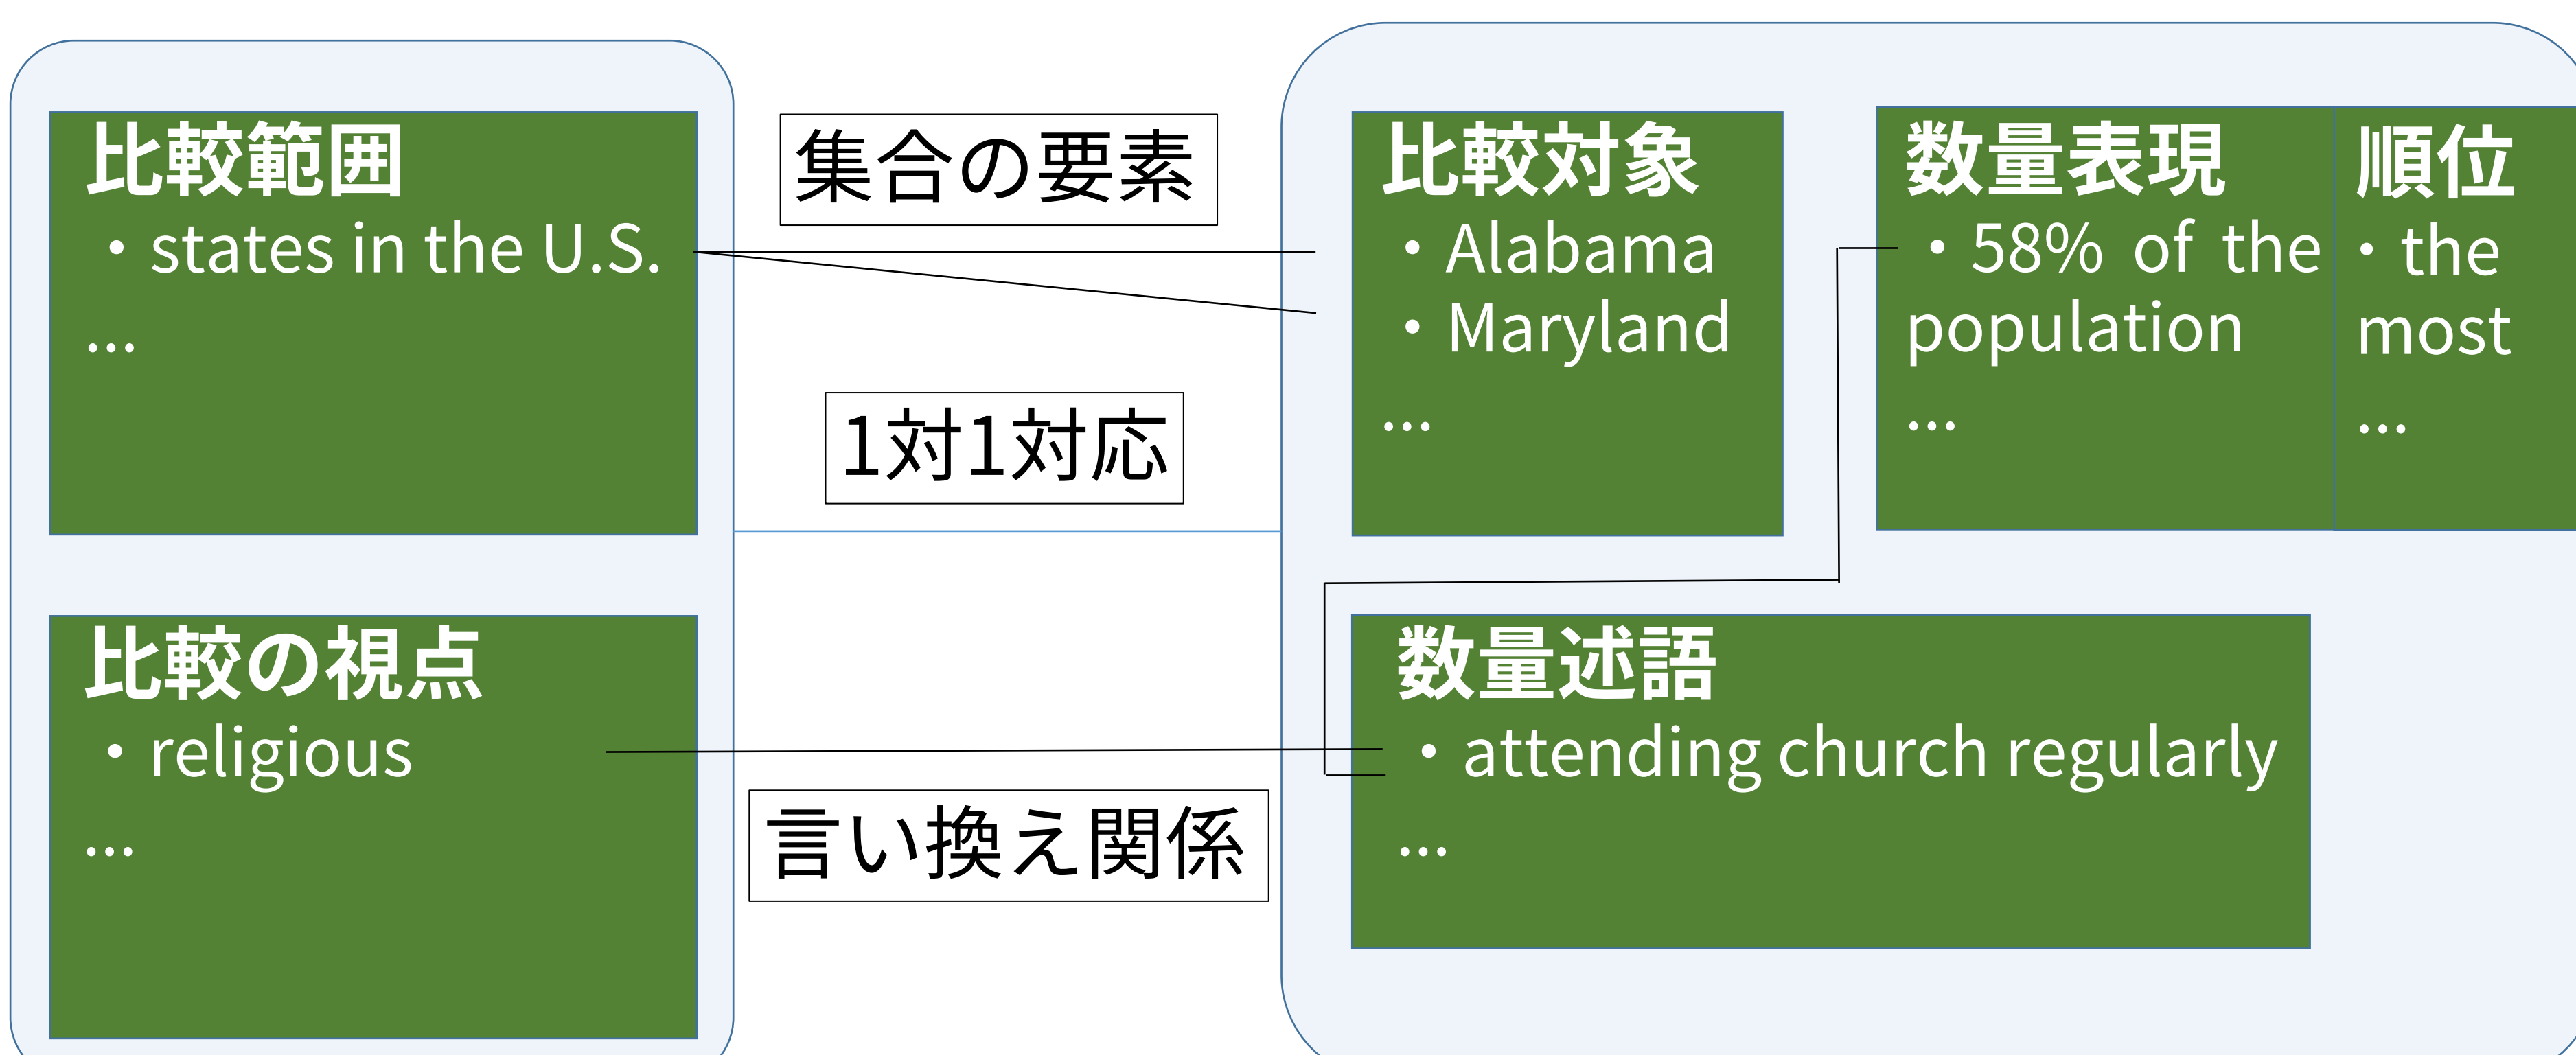 比較範囲
・states in the U.S.
…
比較の視点
・religious
…
集合の要素
1対1対応
言い換え関係
比較対象
・Alabama
・Maryland
…
数量表現
・58% of the
population
…
順位
・the
most
…
数量述語
・attending church regularly
…